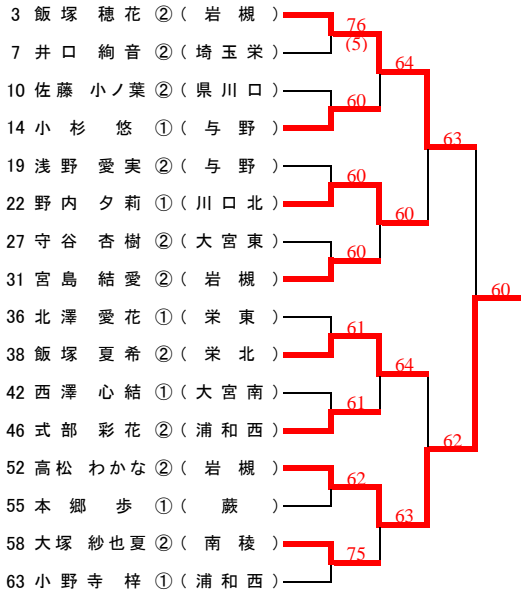 3 飯塚 穂花 ② ( 岩槻 )
76
7 井口 絢音 ② ( 埼玉栄 )
(5)
64
10 佐藤 小ノ葉 ② ( 県川口 )
60
14 小杉 悠 ① ( 与野 )
63
19 浅野 愛実 ② ( 与野 )
60
22 野内 夕莉 ① ( 川口北 )
60
27 守谷 杏樹 ② ( 大宮東 )
60
31 宮島 結愛 ② ( 岩槻 )
60
36 北澤 愛花 ① ( 栄東 )
61
38 飯塚 夏希 ② ( 栄北 )
64
42 西澤 心結 ① ( 大宮南 )
61
46 式部 彩花 ② ( 浦和西 )
62
52 高松 わかな ② ( 岩槻 )
62
55 本郷 歩 ① ( 蕨 )
63
58 大塚 紗也夏 ② ( 南稜 )
75
63 小野寺 梓 ① ( 浦和西 )